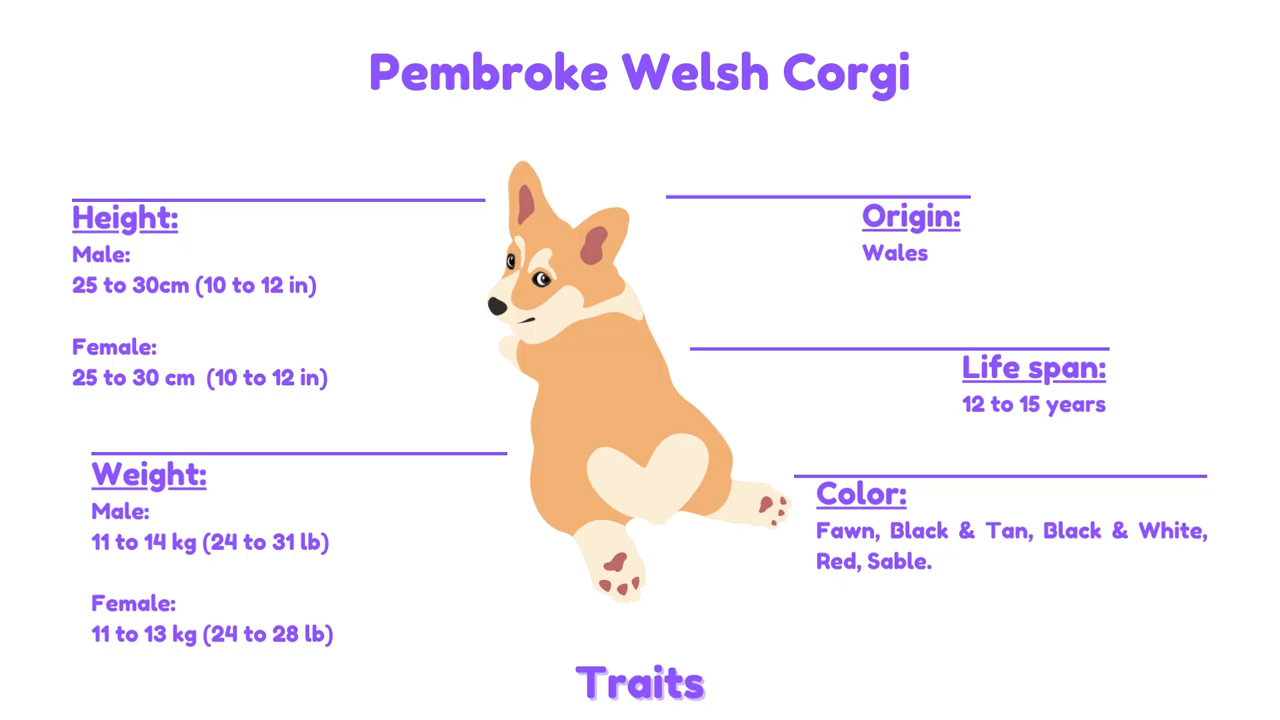 Pembroke Welsh Corgi
Height:
Male:
25 to 30cm (10 to 12 in)
Female:
25 to 30 cm  (10 to 12 in)
Weight:
Male:
11 to 14 kg (24 to 31 lb)
Female:
11 to 13 kg (24 to 28 lb)
Origin:
Wales
Life span:
12 to 15 years
Color:
Fawn, Black & Tan, Black & White,
Red, Sable.
Traits